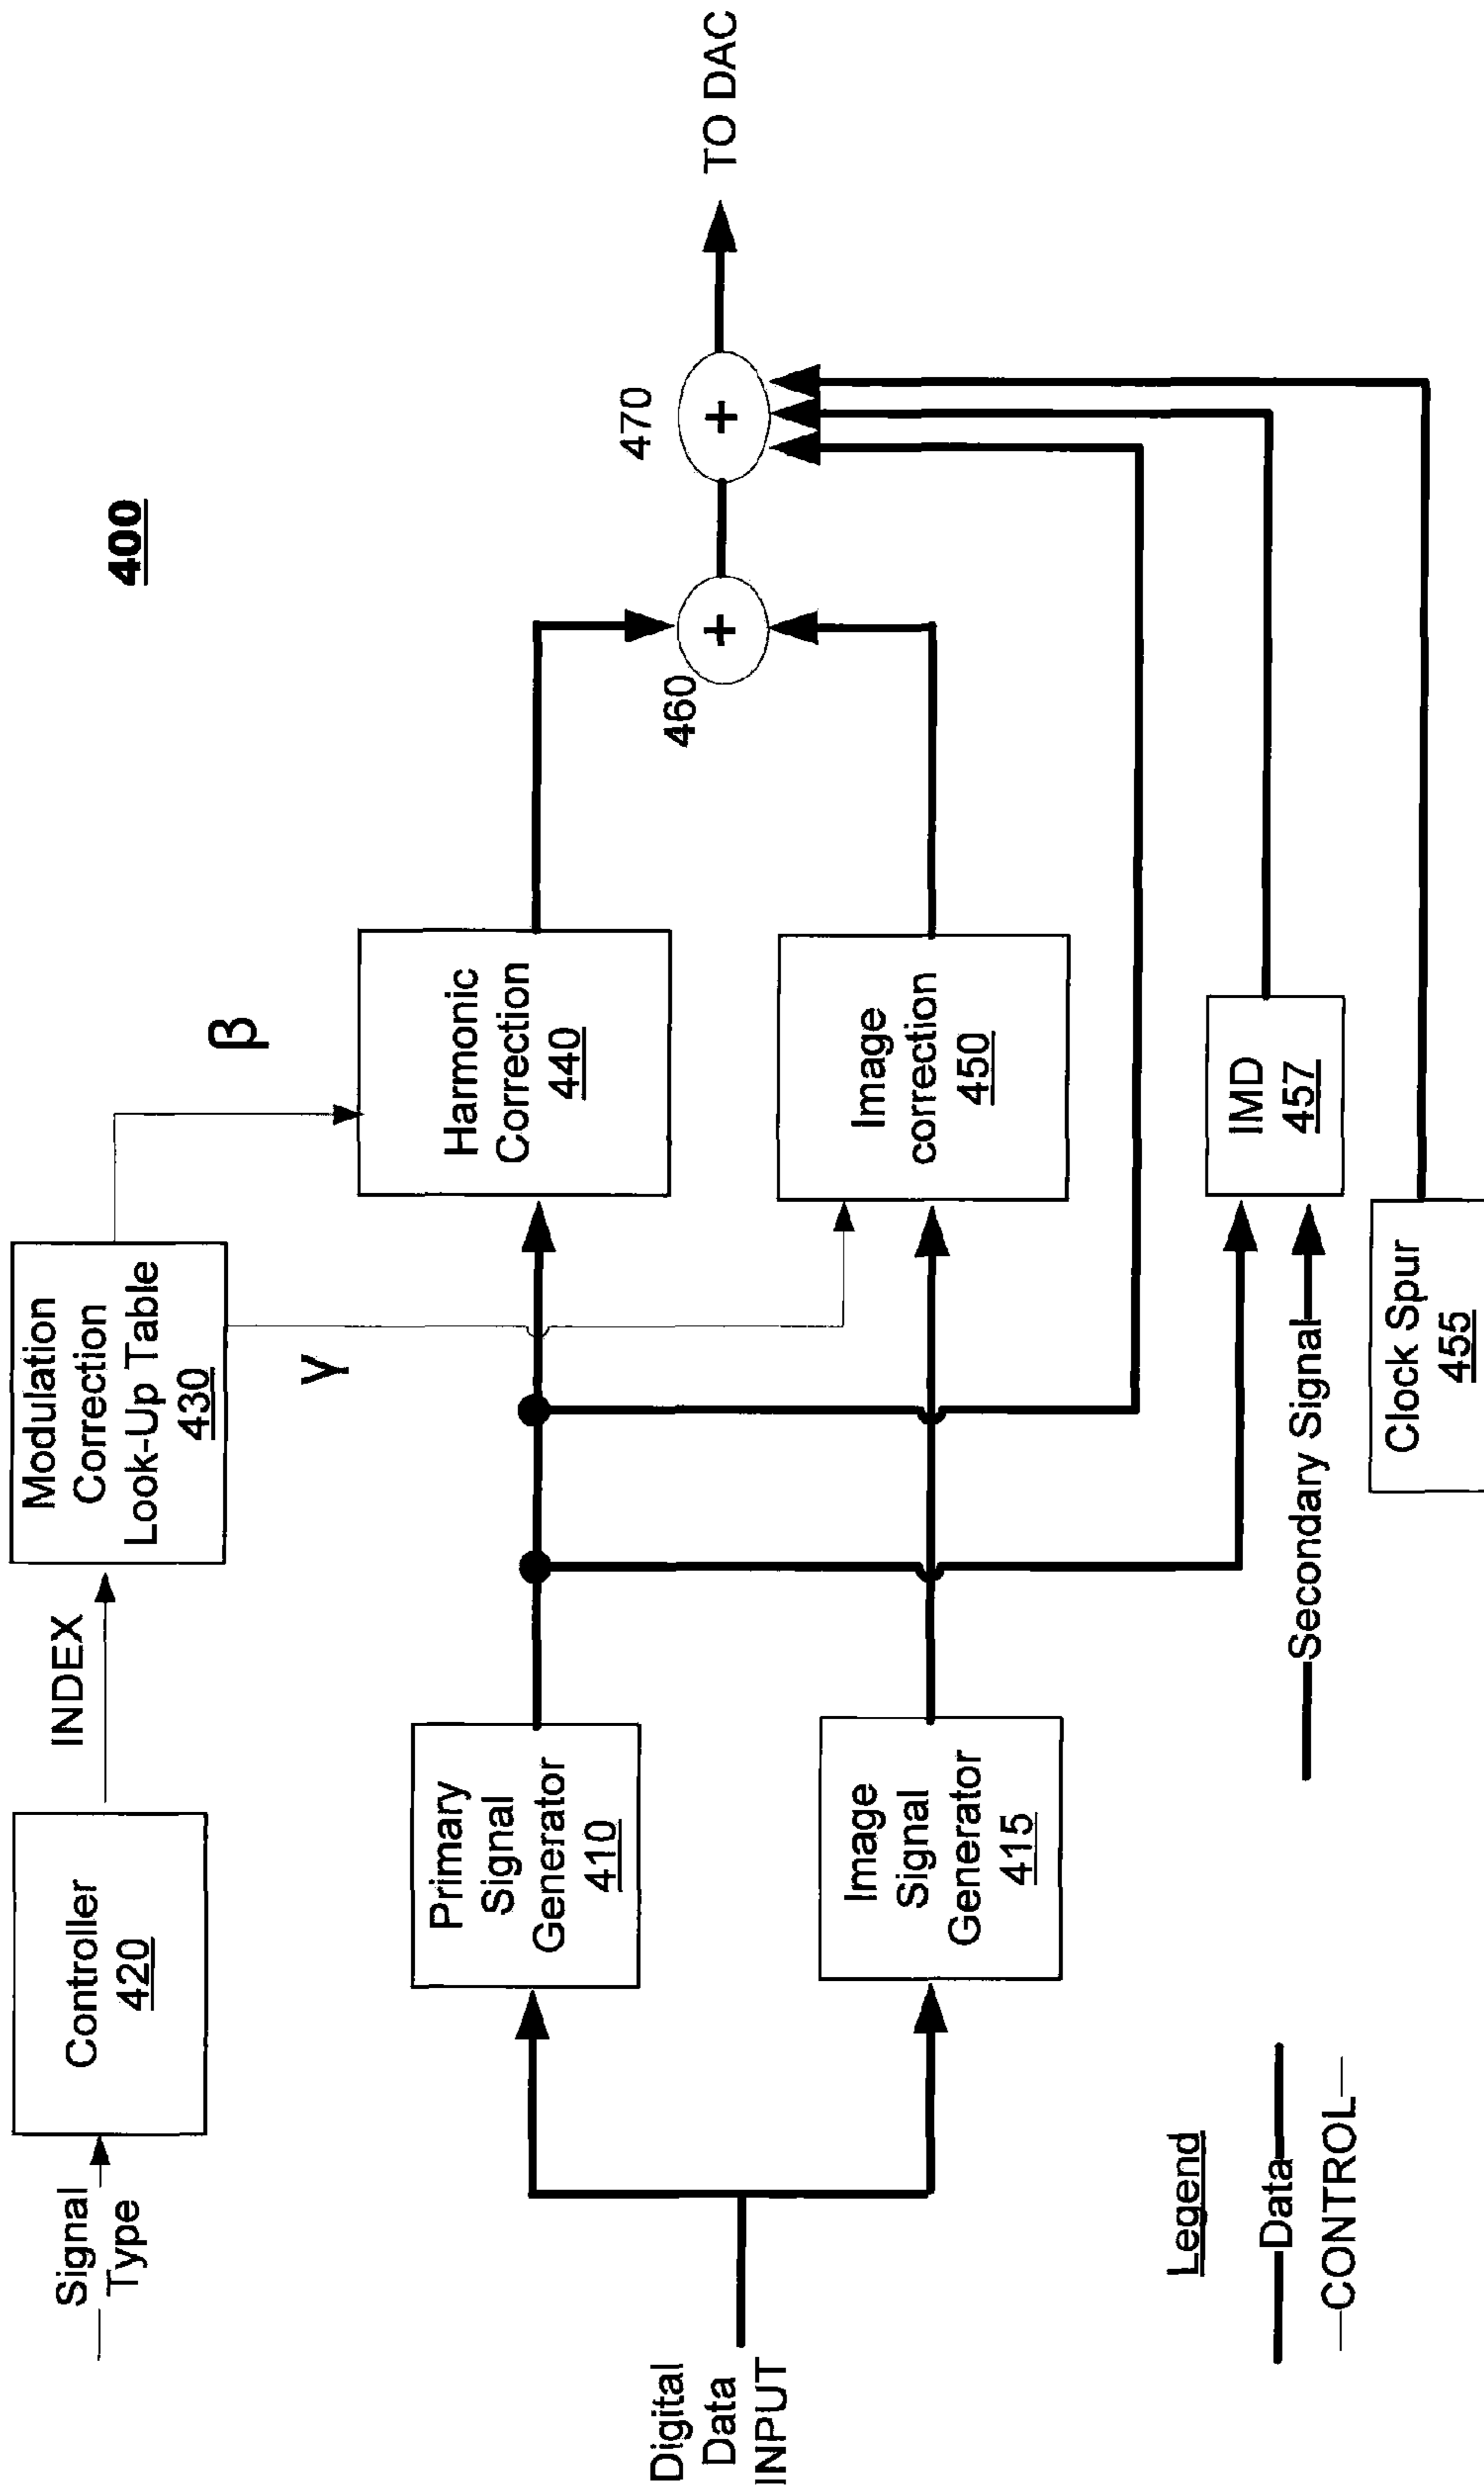 400
Signal
Type
Controller
420
INDEX
Modulation
Correction
Look-Up Table
430
β
γ
Digital
Data
INPUT
Primary
Signal
Generator
410
Harmonic
Correction
440
Image
Signal
Generator
415
Image
correction
450
460
+
470
+
TO DAC
Secondary Signal
IMD
457
Clock Spur
455
Legend
Data
CONTROL